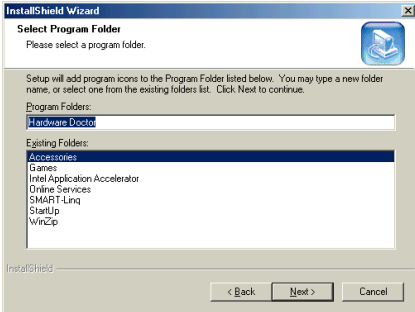 InstallShield Wizard
Select Program Folder
Please select a program folder.
Setup will add program icons to the Program Folder listed below. You may type a new folder
name, or select one from the existing folders list. Click Next to continue.
Program Folders:
Hardware Doctor
Existing Folders:
Accessories
Games
Intel Application Accelerator
Online Services
SMART-Linq
StartUp
WinZip
InstallShield
< Back Next > Cancel